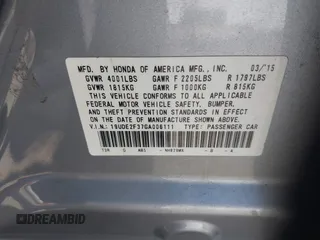 MFD. BY HONDA OF AMERICA MFG., INC. 03/15
GVWR 4001LBS GAWR F 2205LBS R 1797LBS
GVWR 1815KG GAWR F 1000KG R 815KG
THIS VEHICLE CONFORMS TO ALL APPLICABLE
FEDERAL MOTOR VEHICLE SAFETY, BUMPER,
AND THEFT PREVENTION STANDARDS IN EFFECT ON
THE DATE OF MANUFACTURE SHOWN ABOVE.
V.I.N.: 19UDE2F37GA008111 TYPE: PASSENGER CAR
DREAMBID